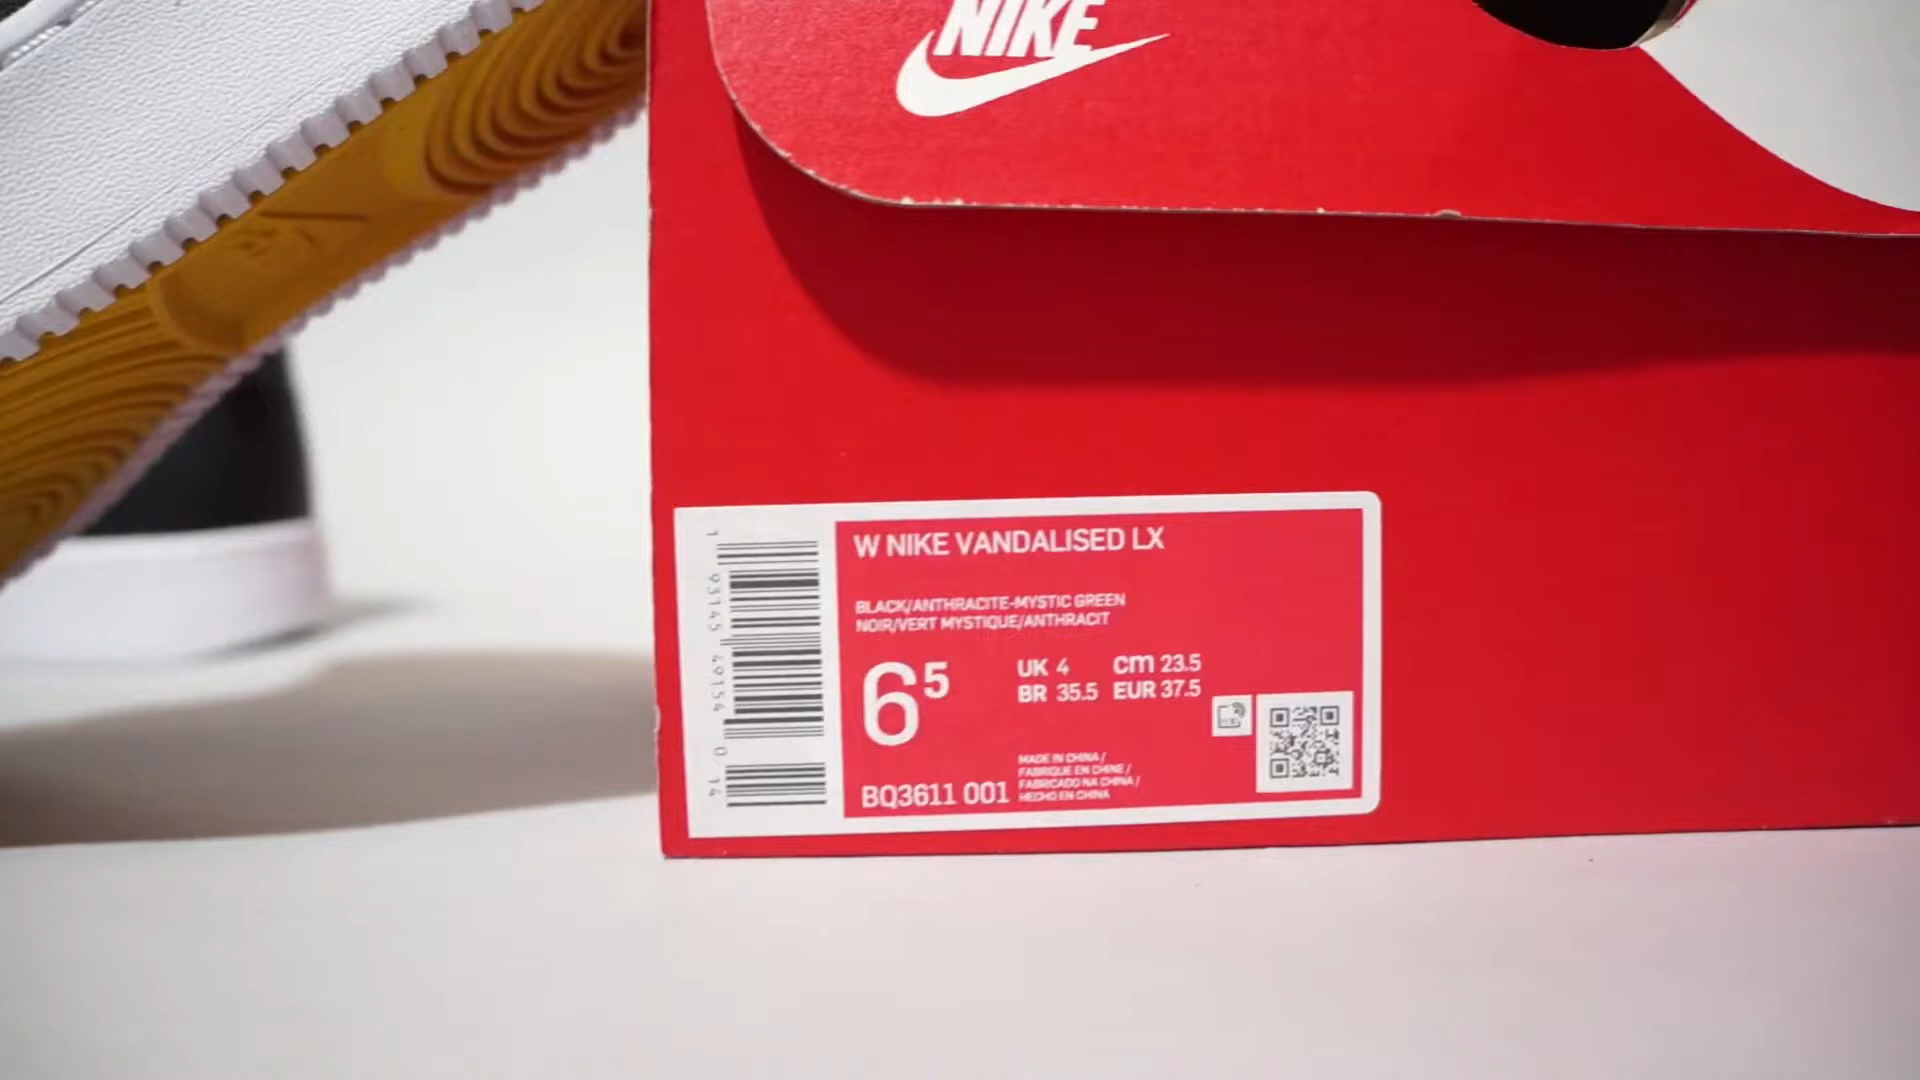 NIKE
W NIKE VANDALISED LX
BLACK/ANTHRACITE-MYSTIC GREEN
NOIR/VERT MYSTIQUE/ANTHRACIT
6⁵
UK 4 cm 23.5
BR 35.5 EUR 37.5
MADE IN CHINA /
FABRIQUE EN CHINE /
FABRICADO NA CHINA /
HECHO EN CHINA
BQ3611 001
1 93145 49154 0 14